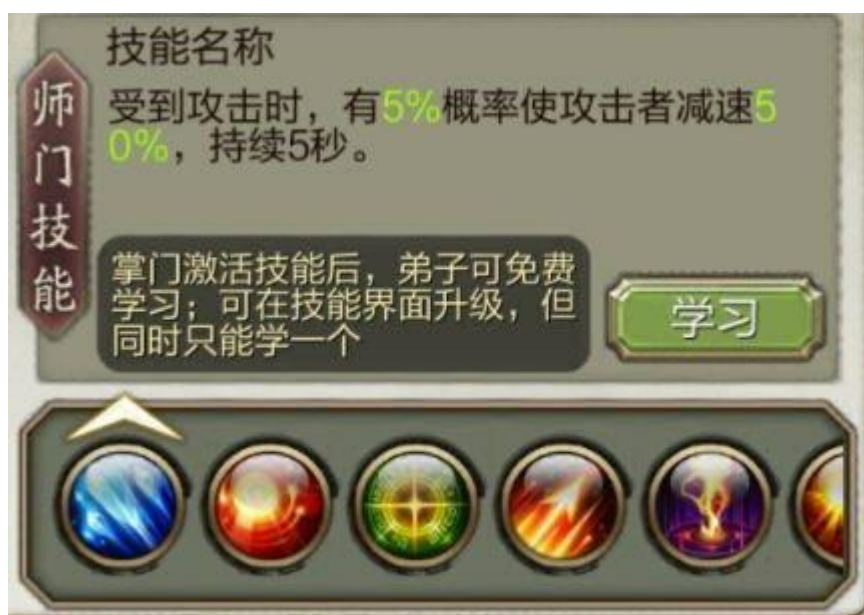 技能名称
师门技能
受到攻击时，有5%概率使攻击者减速5
0%，持续5秒。
掌门激活技能后，弟子可免费
学习；可在技能界面升级，但
同时只能学一个
学习